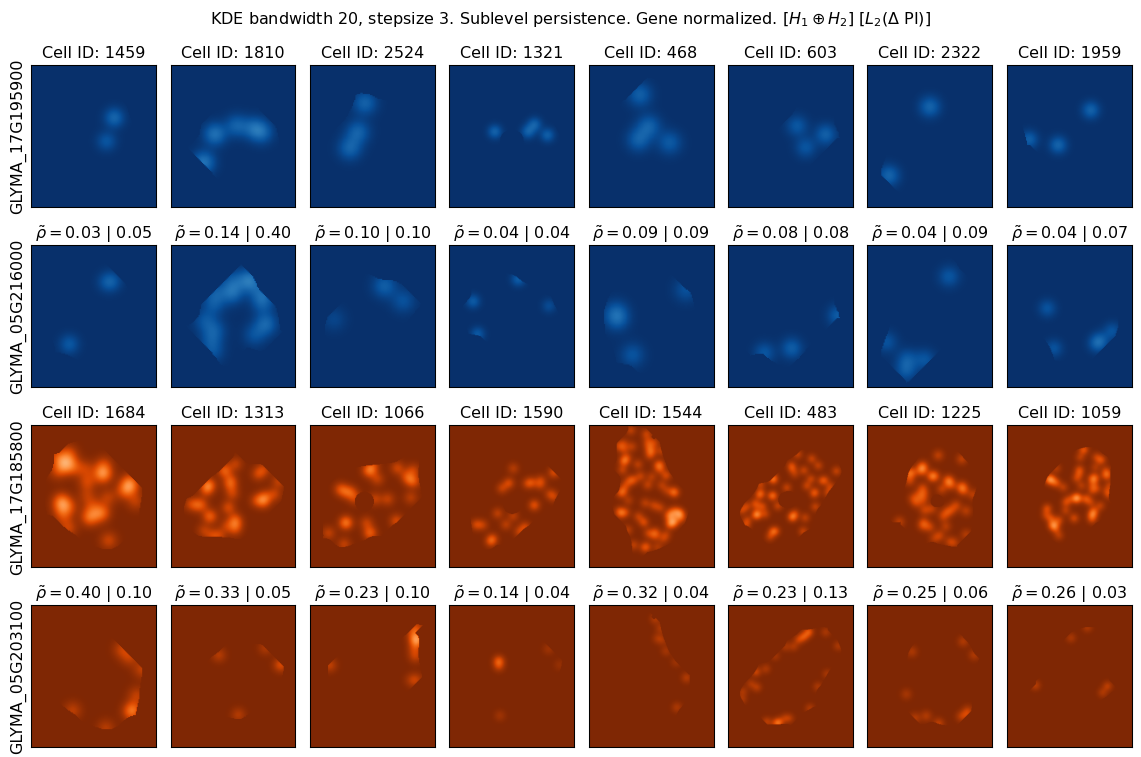 KDE bandwidth 20, stepsize 3. Sublevel persistence. Gene normalized. [H₁ ⊕ H₂] [L₂(Δ PI)]
Cell ID: 1459 Cell ID: 1810 Cell ID: 2524 Cell ID: 1321 Cell ID: 468 Cell ID: 603 Cell ID: 2322 Cell ID: 1959
GLYMA_17G195900
ρ̃ = 0.03 | 0.05 ρ̃ = 0.14 | 0.40 ρ̃ = 0.10 | 0.10 ρ̃ = 0.04 | 0.04 ρ̃ = 0.09 | 0.09 ρ̃ = 0.08 | 0.08 ρ̃ = 0.04 | 0.09 ρ̃ = 0.04 | 0.07
GLYMA_05G216000
Cell ID: 1684 Cell ID: 1313 Cell ID: 1066 Cell ID: 1590 Cell ID: 1544 Cell ID: 483 Cell ID: 1225 Cell ID: 1059
GLYMA_17G185800
ρ̃ = 0.40 | 0.10 ρ̃ = 0.33 | 0.05 ρ̃ = 0.23 | 0.10 ρ̃ = 0.14 | 0.04 ρ̃ = 0.32 | 0.04 ρ̃ = 0.23 | 0.13 ρ̃ = 0.25 | 0.06 ρ̃ = 0.26 | 0.03
GLYMA_05G203100